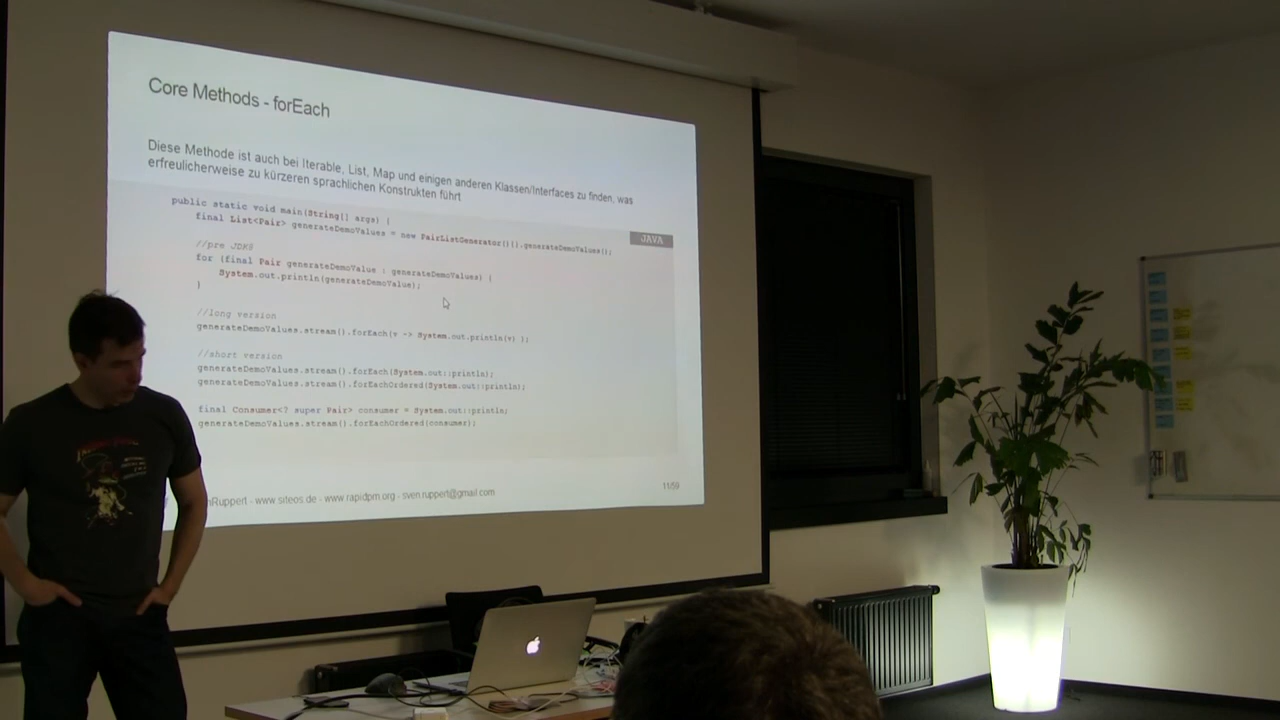 Core Methods - forEach
Diese Methode ist auch bei Iterable, List, Map und einigen anderen Klassen/Interfaces zu finden, was
erfreulicherweise zu kürzeren sprachlichen Konstrukten führt
JAVA
public static void main(String[] args) {
final List<Pair> generateDemoValues = new PairListGenerator(){}.generateDemoValues();
//pre JDK8
for (final Pair generateDemoValue : generateDemoValues) {
System.out.println(generateDemoValue);
}
//long version
generateDemoValues.stream().forEach(v -> System.out.println(v) );
//short version
generateDemoValues.stream().forEach(System.out::println);
generateDemoValues.stream().forEachOrdered(System.out::println);
final Consumer<? super Pair> consumer = System.out::println;
generateDemoValues.stream().forEachOrdered(consumer);
nRuppert - www.siteos.de - www.rapidpm.org - sven.ruppert@gmail.com
11/59